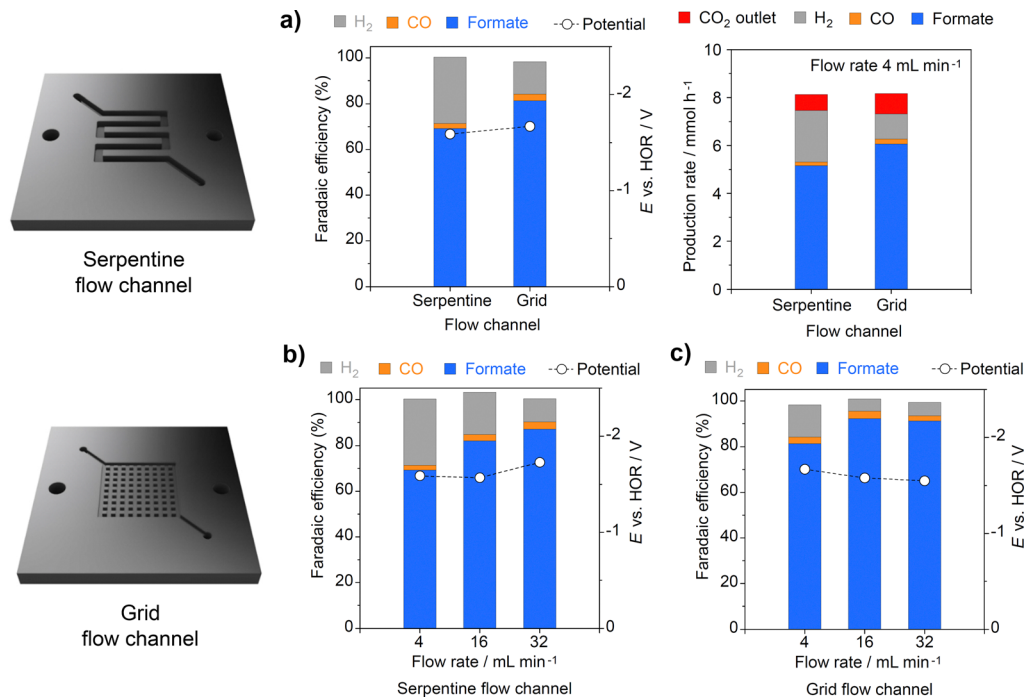 a)
H₂ CO Formate Potential
Faradaic efficiency (%)
100
80
60
40
20
0
-2
-1
0
E vs. HOR / V
Serpentine Grid
Flow channel
CO₂ outlet H₂ CO Formate
Flow rate 4 mL min⁻¹
Production rate / mmol h⁻¹
10
8
6
4
2
0
Serpentine Grid
Flow channel
Serpentine
flow channel
b)
H₂ CO Formate Potential
Faradaic efficiency (%)
100
80
60
40
20
0
-2
-1
0
E vs. HOR / V
4 16 32
Flow rate / mL min⁻¹
Serpentine flow channel
c)
H₂ CO Formate Potential
Faradaic efficiency (%)
100
80
60
40
20
0
-2
-1
0
E vs. HOR / V
4 16 32
Flow rate / mL min⁻¹
Grid flow channel
Grid
flow channel